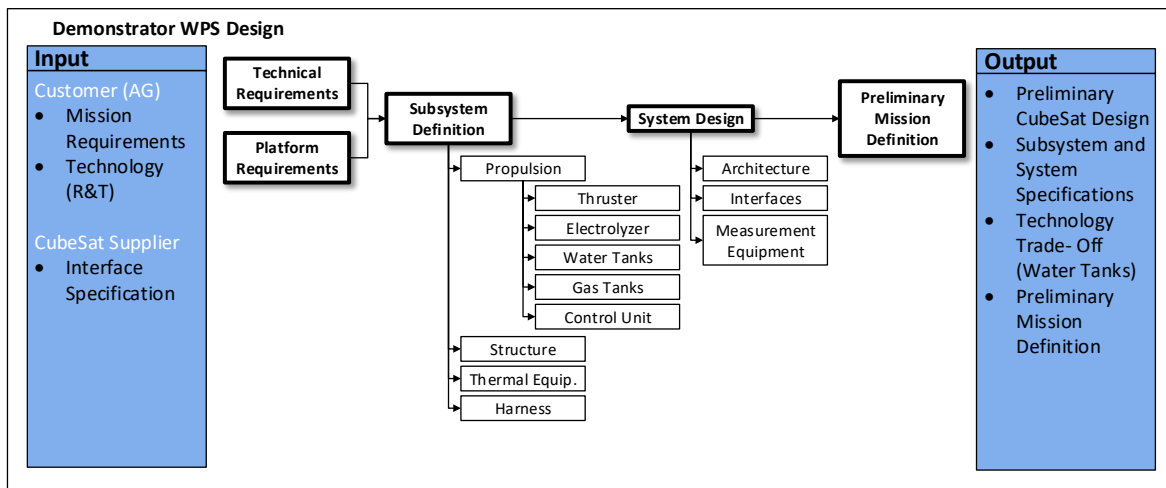 Demonstrator WPS Design
Input
Customer (AG)
• Mission
Requirements
• Technology
(R&T)
CubeSat Supplier
• Interface
Specification
Technical
Requirements
Platform
Requirements
Subsystem
Definition
Propulsion
Thruster
Electrolyzer
Water Tanks
Gas Tanks
Control Unit
Structure
Thermal Equip.
Harness
System Design
Architecture
Interfaces
Measurement
Equipment
Preliminary
Mission
Definition
Output
• Preliminary
CubeSat Design
• Subsystem and
System
Specifications
• Technology
Trade- Off
(Water Tanks)
• Preliminary
Mission
Definition